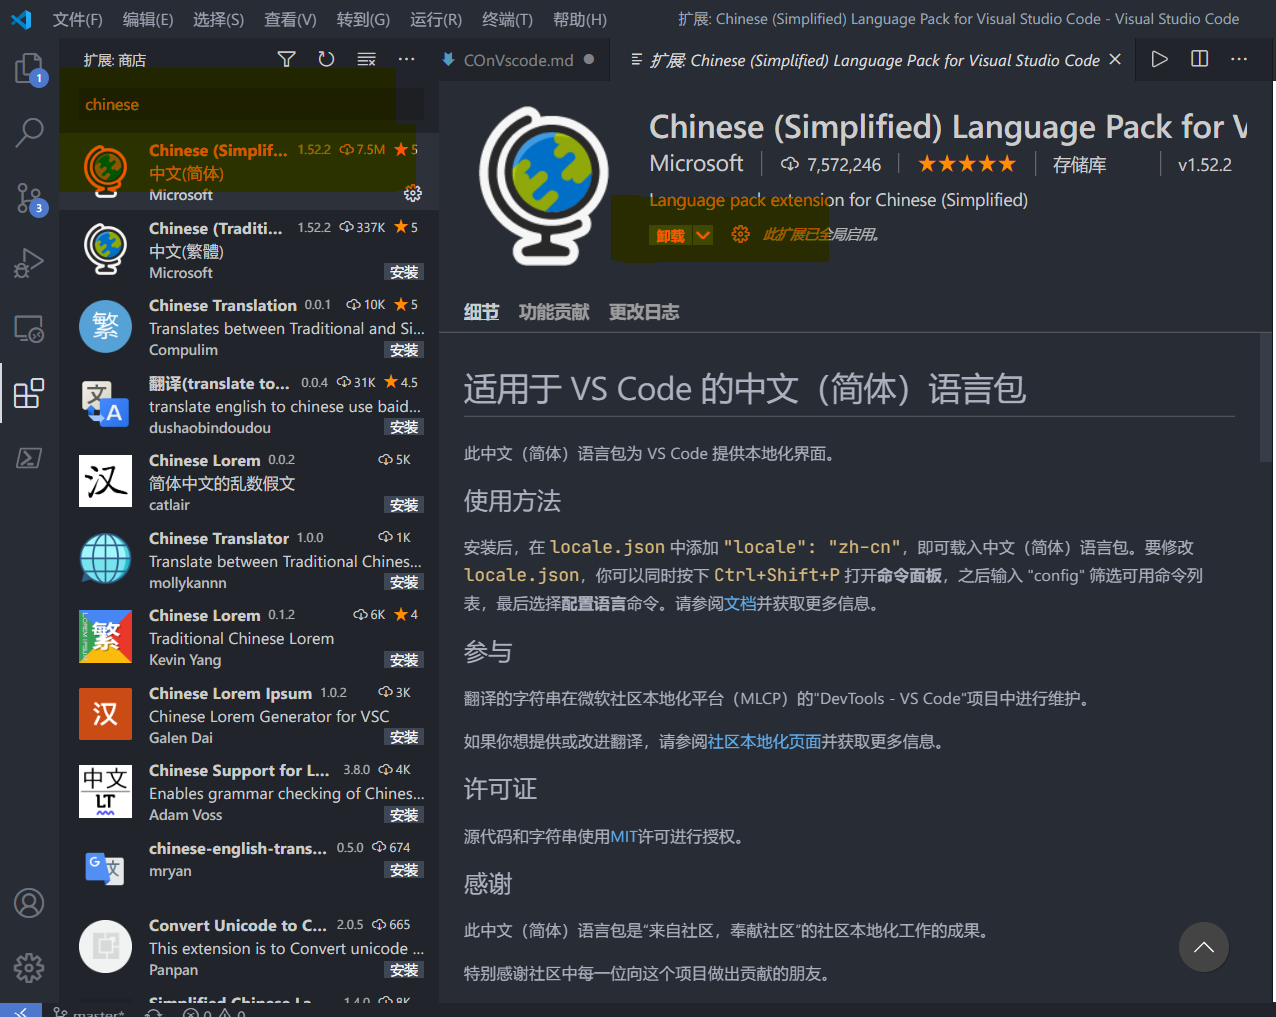 文件(F) 编辑(E) 选择(S) 查看(V) 转到(G) 运行(R) 终端(T) 帮助(H) 扩展: Chinese (Simplified) Language Pack for Visual Studio Code - Visual Studio Code
扩展: 商店
COnVscode.md
扩展: Chinese (Simplified) Language Pack for Visual Studio Code
1
3
chinese
Chinese (Simplif... 1.52.2 7.5M 5
中文(简体)
Microsoft
Chinese (Traditi... 1.52.2 337K 5
中文(繁體)
Microsoft 安装
繁
Chinese Translation 0.0.1 10K 5
Translates between Traditional and Si...
Compulim 安装
文 A
翻译(translate to... 0.0.4 31K 4.5
translate english to chinese use baid...
dushaobindoudou 安装
汉
Chinese Lorem 0.0.2 5K
简体中文的乱数假文
catlair 安装
Chinese Translator 1.0.0 1K
Translate between Traditional Chines...
mollykannn 安装
繁
Chinese Lorem 0.1.2 6K 4
Traditional Chinese Lorem
Kevin Yang 安装
汉
Chinese Lorem Ipsum 1.0.2 3K
Chinese Lorem Generator for VSC
Galen Dai 安装
中文
LT
Chinese Support for L... 3.8.0 4K
Enables grammar checking of Chines...
Adam Voss 安装
G 文
chinese-english-trans... 0.5.0 674
mryan 安装
Convert Unicode to C... 2.0.5 665
This extension is to Convert unicode ...
Panpan 安装
Simplified Chinese La... 1.4.0 8K
master* 0 0
Chinese (Simplified) Language Pack for V
Microsoft 7,572,246 存储库 v1.52.2
Language pack extension for Chinese (Simplified)
卸载 此扩展已全局启用。
细节 功能贡献 更改日志
适用于 VS Code 的中文（简体）语言包
此中文（简体）语言包为 VS Code 提供本地化界面。
使用方法
安装后，在 locale.json 中添加 "locale": "zh-cn"，即可载入中文（简体）语言包。要修改
locale.json，你可以同时按下 Ctrl+Shift+P 打开命令面板，之后输入 "config" 筛选可用命令列
表，最后选择配置语言命令。请参阅文档并获取更多信息。
参与
翻译的字符串在微软社区本地化平台（MLCP）的"DevTools - VS Code"项目中进行维护。
如果你想提供或改进翻译，请参阅社区本地化页面并获取更多信息。
许可证
源代码和字符串使用MIT许可进行授权。
感谢
此中文（简体）语言包是“来自社区，奉献社区”的社区本地化工作的成果。
特别感谢社区中每一位向这个项目做出贡献的朋友。